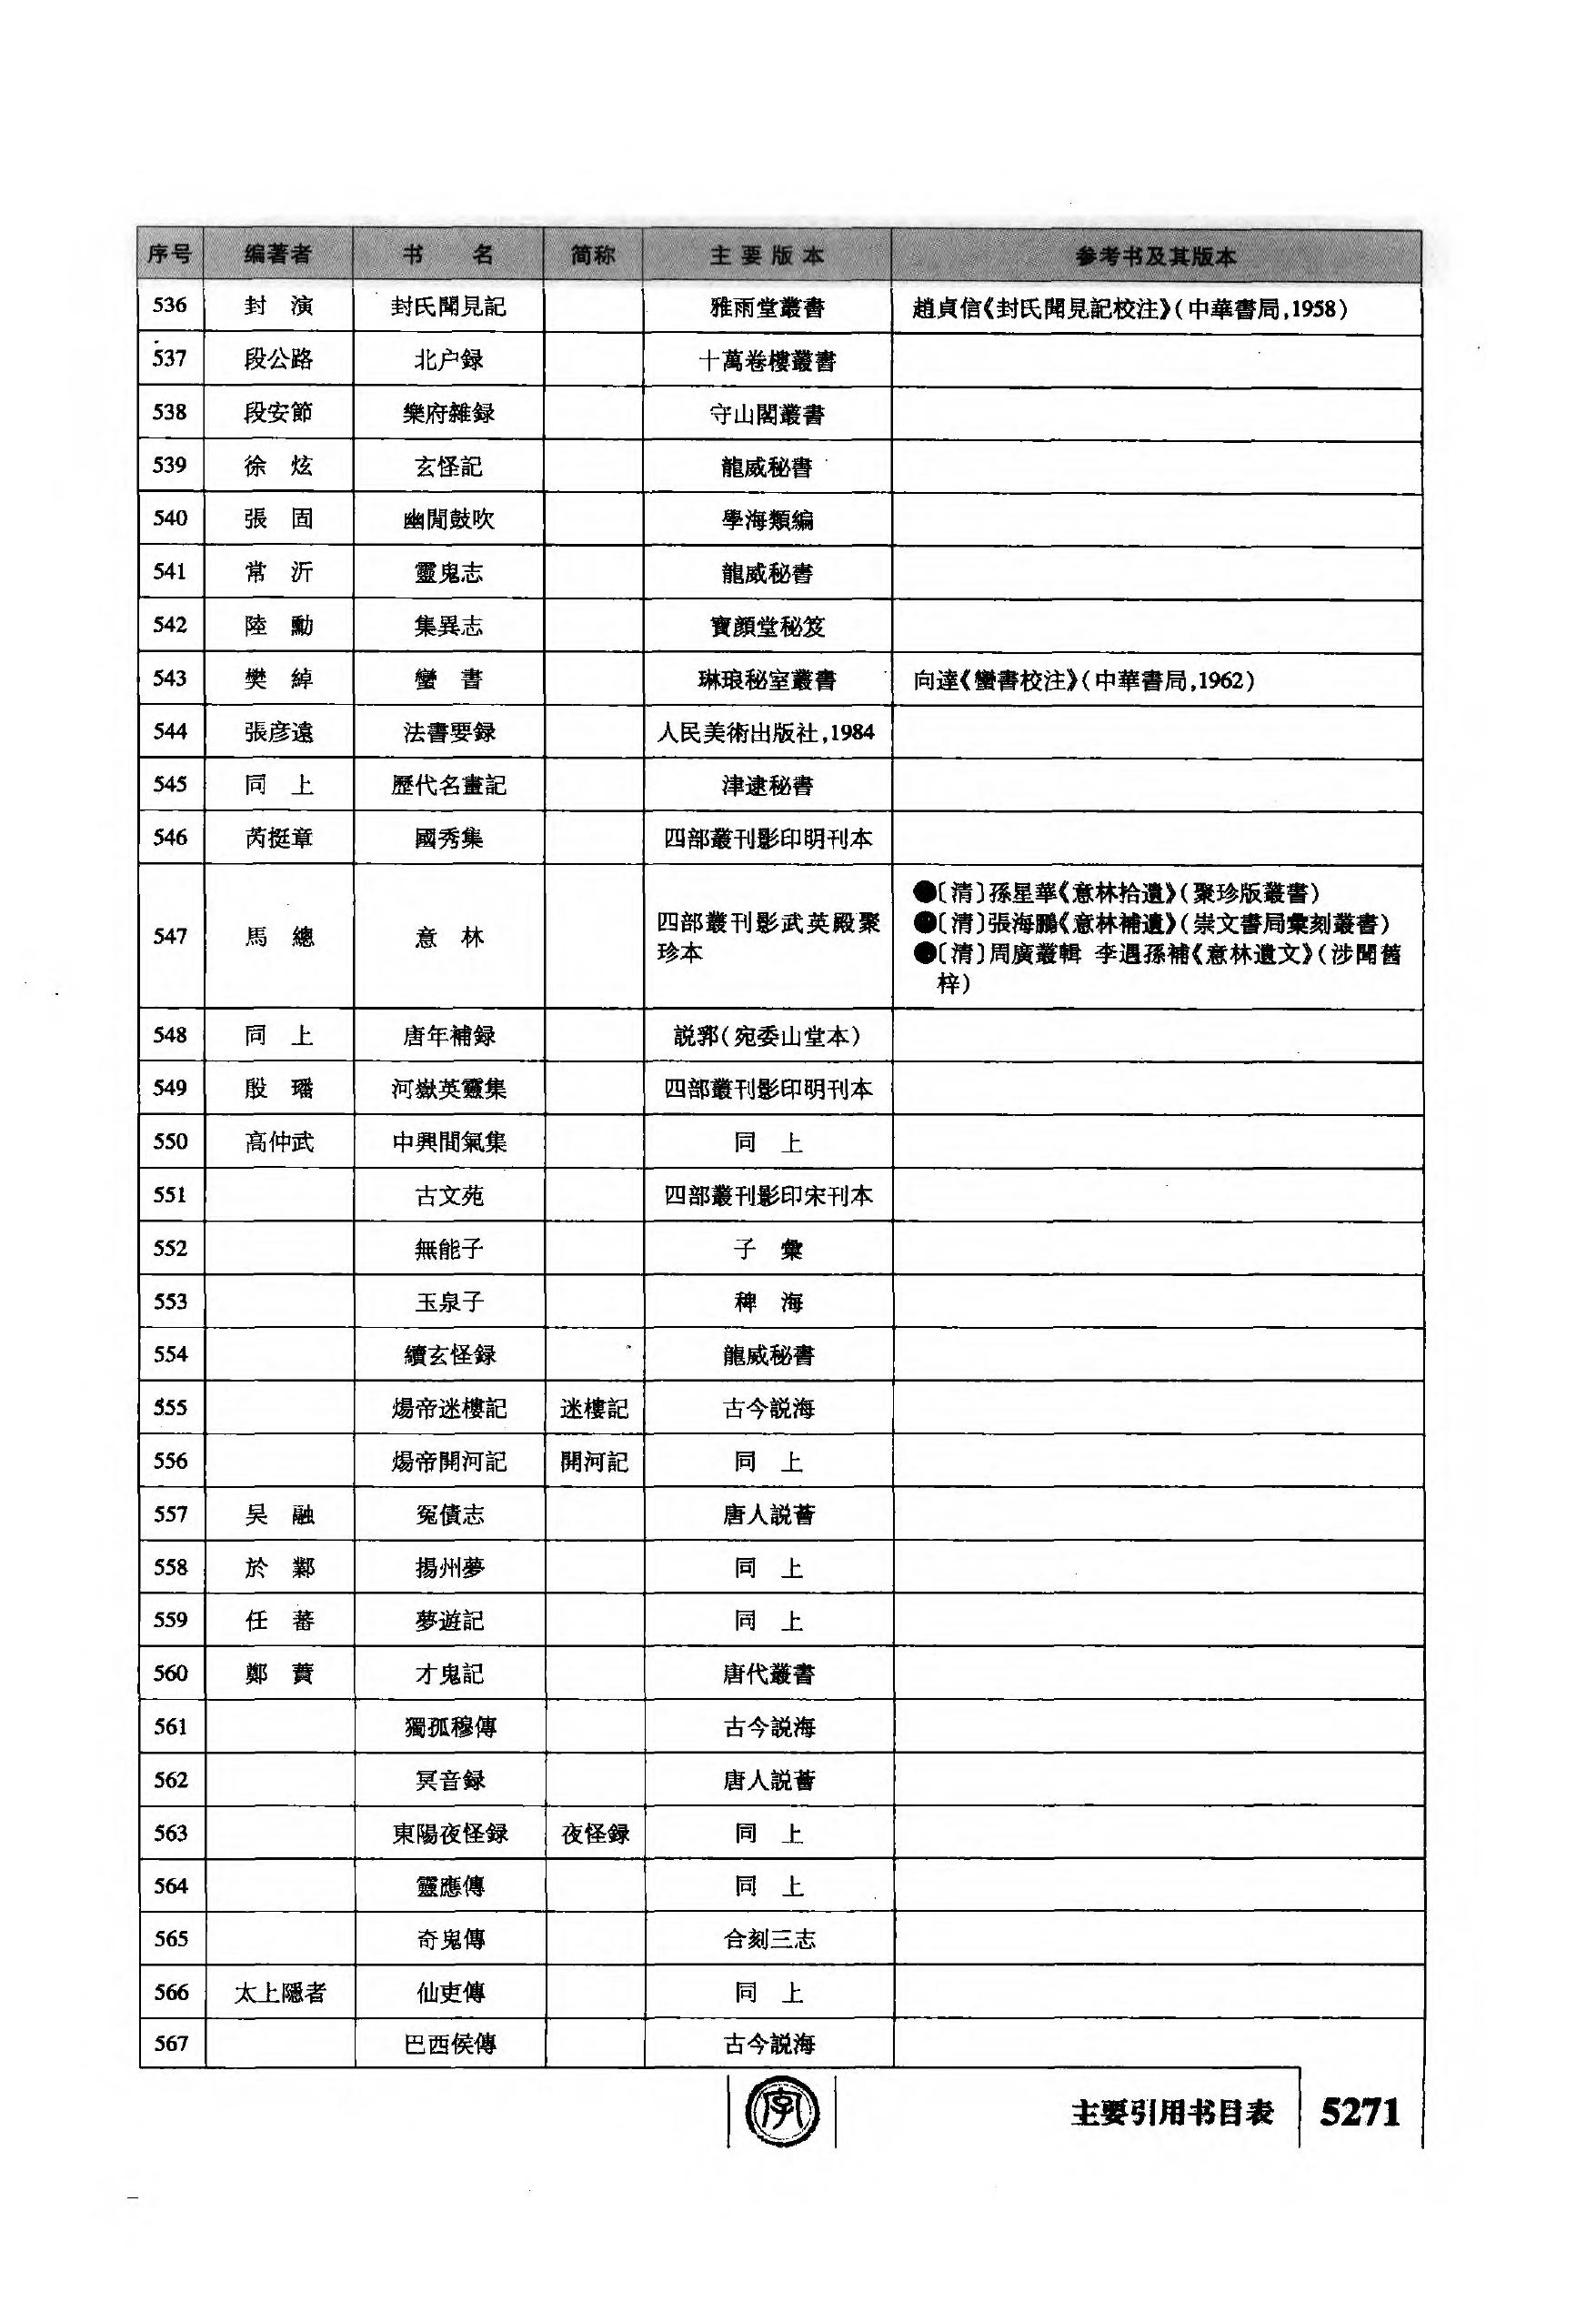 序号 编著者 书　名 简称 主要版本 参考书及其版本
536 封　演 封氏聞見記 雅雨堂叢書 趙貞信《封氏聞見記校注》(中華書局,1958)
537 段公路 北户録 十萬卷樓叢書
538 段安節 樂府雜録 守山閣叢書
539 徐　炫 玄怪記 龍威秘書
540 張　固 幽閒鼓吹 學海類編
541 常　沂 靈鬼志 龍威秘書
542 陸　勳 集異志 寶顔堂秘笈
543 樊　綽 蠻　書 琳琅秘室叢書 向達《蠻書校注》(中華書局,1962)
544 張彦遠 法書要録 人民美術出版社,1984
545 同　上 歷代名畫記 津逮秘書
546 芮挺章 國秀集 四部叢刊影印明刊本
547 馬　總 意　林 四部叢刊影武英殿聚
珍本
●〔清〕孫星華《意林拾遺》(聚珍版叢書)
●〔清〕張海鵬《意林補遺》(崇文書局彙刻叢書)
●〔清〕周廣叢輯 李遇孫補《意林遺文》(涉聞舊
梓)
548 同　上 唐年補録 説郛(宛委山堂本)
549 殷　璠 河嶽英靈集 四部叢刊影印明刊本
550 高仲武 中興間氣集 同　上
551 古文苑 四部叢刊影印宋刊本
552 無能子 子　彙
553 玉泉子 稗　海
554 續玄怪録 龍威秘書
555 煬帝迷樓記 迷樓記 古今説海
556 煬帝開河記 開河記 同　上
557 吴　融 冤債志 唐人説薈
558 於　鄴 揚州夢 同　上
559 任　蕃 夢遊記 同　上
560 鄭　蕡 才鬼記 唐代叢書
561 獨孤穆傳 古今説海
562 冥音録 唐人説薈
563 東陽夜怪録 夜怪録 同　上
564 靈應傳 同　上
565 奇鬼傳 合刻三志
566 太上隱者 仙吏傳 同　上
567 巴西侯傳 古今説海
字 主要引用书目表 5271